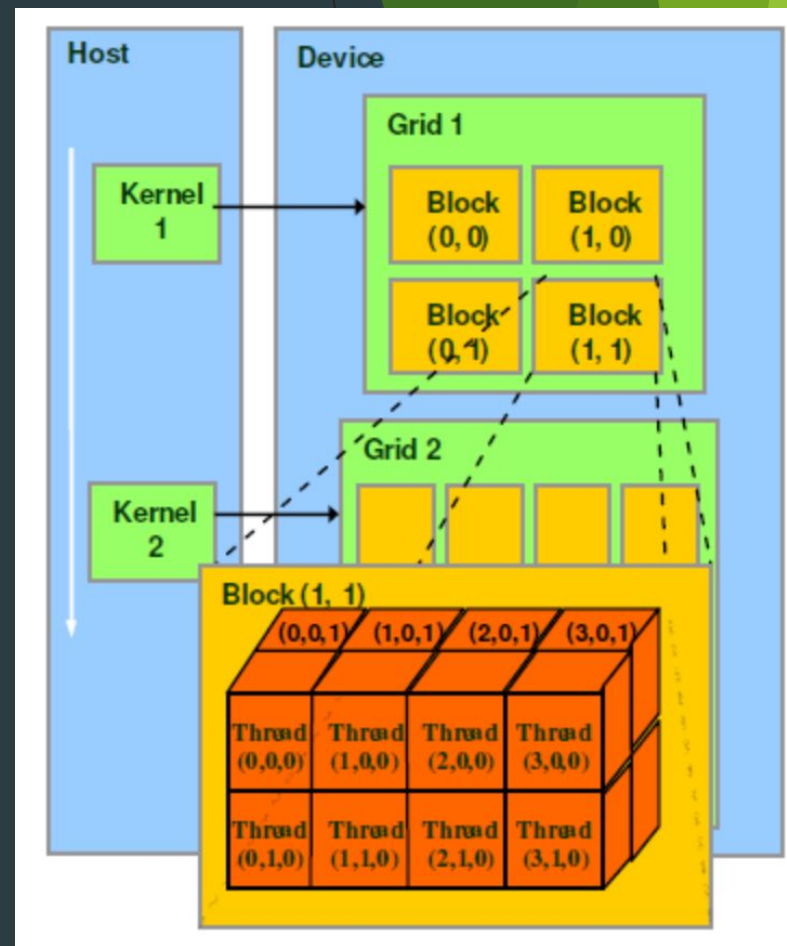 Host
Device
Grid 1
Kernel
1
Block
(0, 0)
Block
(1, 0)
Block
(0, 1)
Block
(1, 1)
Grid 2
Kernel
2
Block (1, 1)
(0,0,1) (1,0,1) (2,0,1) (3,0,1)
Thread Thread Thread Thread
(0,0,0) (1,0,0) (2,0,0) (3,0,0)
Thread Thread Thread Thread
(0,1,0) (1,1,0) (2,1,0) (3,1,0)